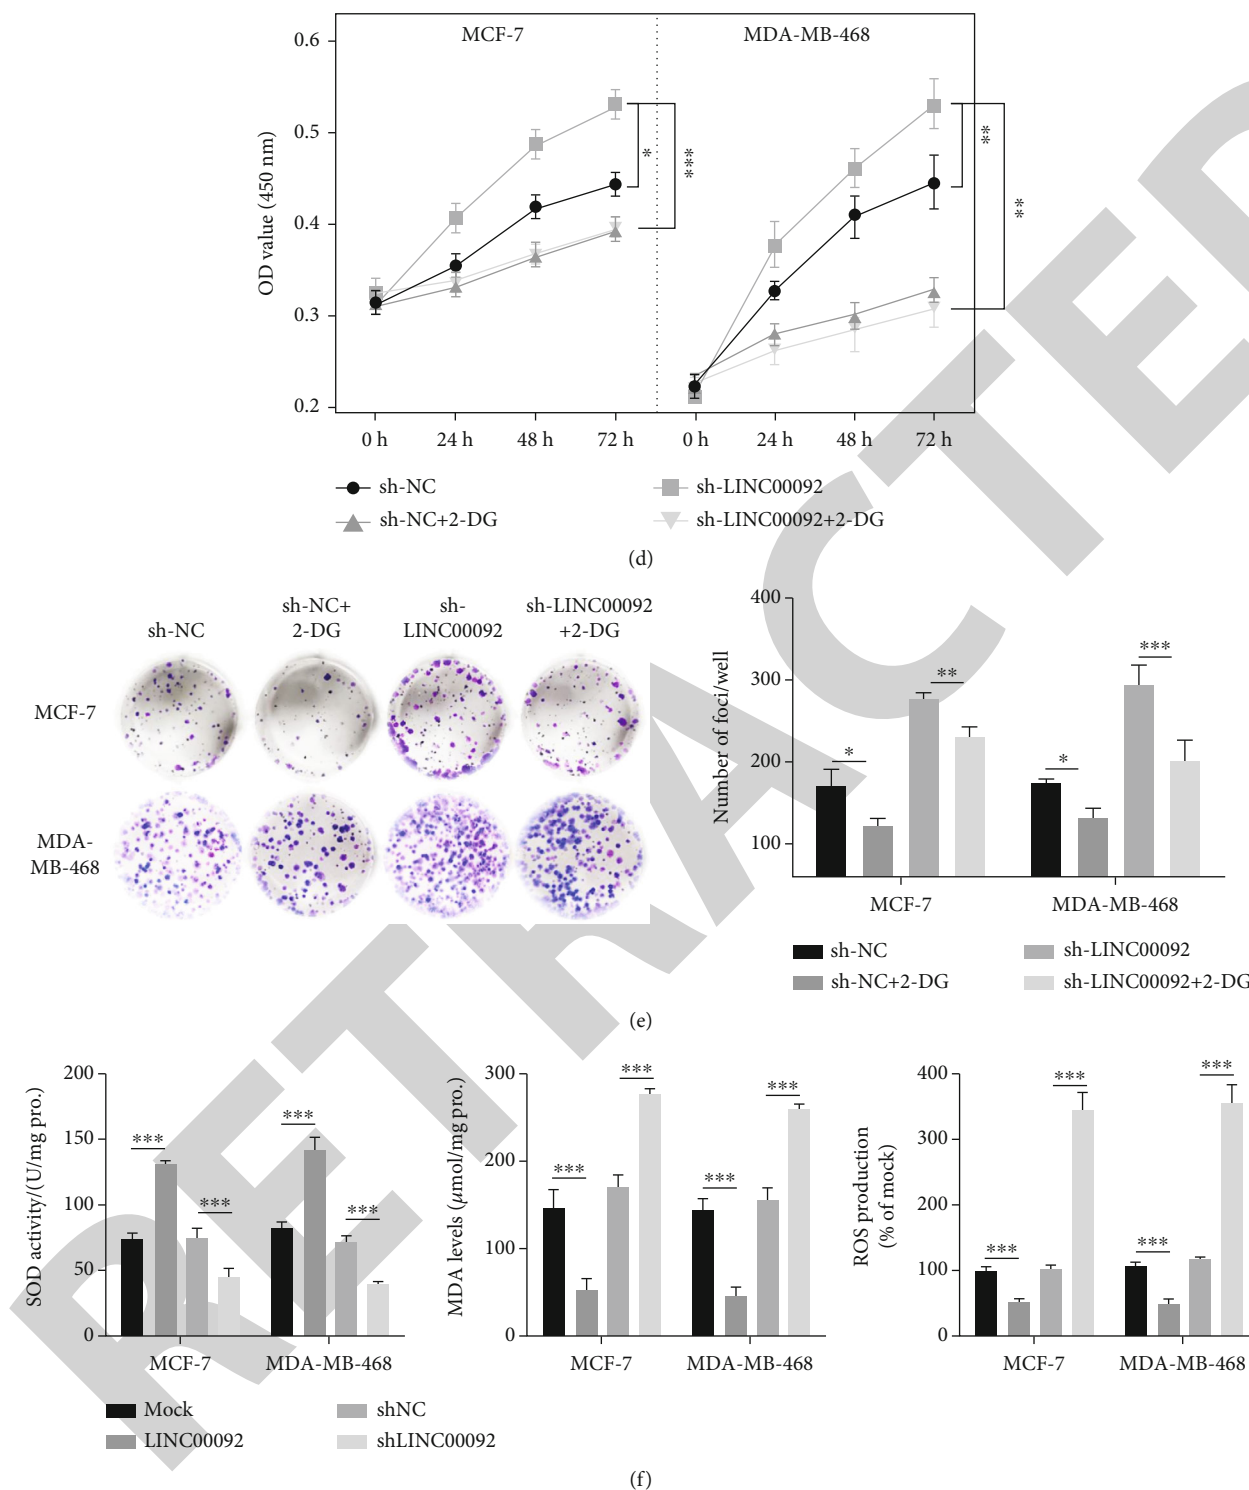 MCF-7
MDA-MB-468
OD value (450 nm)
0.6
0.5
0.4
0.3
0.2
*
***
**
**
0 h
24 h
48 h
72 h
0 h
24 h
48 h
72 h
sh-NC
sh-LINC00092
sh-NC+2-DG
sh-LINC00092+2-DG
(d)
sh-NC
sh-NC+
2-DG
sh-
LINC00092
sh-LINC00092
+2-DG
MCF-7
MDA-
MB-468
Number of foci/well
400
300
200
100
*
**
*
***
MCF-7
MDA-MB-468
sh-NC
sh-LINC00092
sh-NC+2-DG
sh-LINC00092+2-DG
(e)
SOD activity/(U/mg pro.)
200
150
100
50
0
***
***
***
***
MCF-7
MDA-MB-468
MDA levels (μmol/mg pro.)
300
200
100
0
***
***
***
***
MCF-7
MDA-MB-468
ROS production
(% of mock)
400
300
200
100
0
***
***
***
***
MCF-7
MDA-MB-468
Mock
shNC
LINC00092
shLINC00092
(f)
RETRACTED